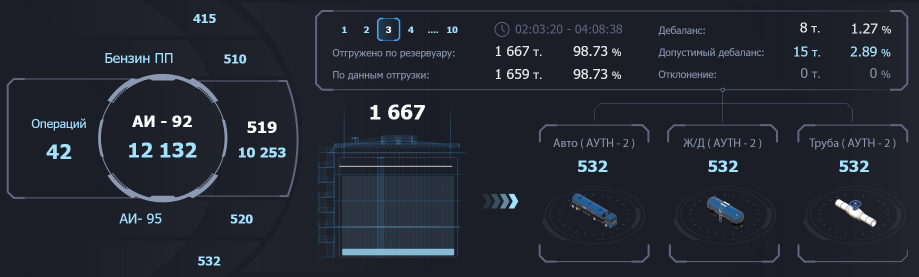 415
Бензин ПП 510
Операций
42
АИ - 92
12 132
519
10 253
АИ- 95 520
532
1 2 3 4 .... 10
02:03:20 - 04:08:38
Отгружено по резервуару: 1 667 т. 98.73 %
По данным отгрузки: 1 659 т. 98.73 %
Дебаланс: 8 т. 1.27 %
Допустимый дебаланс: 15 т. 2.89 %
Отклонение: 0 т. 0 %
1 667
Авто ( АУТН - 2 )
532
Ж/Д ( АУТН - 2 )
532
Труба ( АУТН - 2 )
532